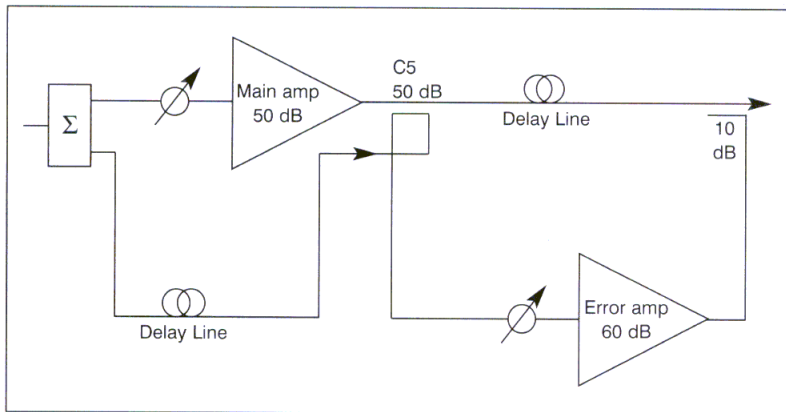 Σ
Main amp
50 dB
C5
50 dB
Delay Line
10
dB
Delay Line
Error amp
60 dB